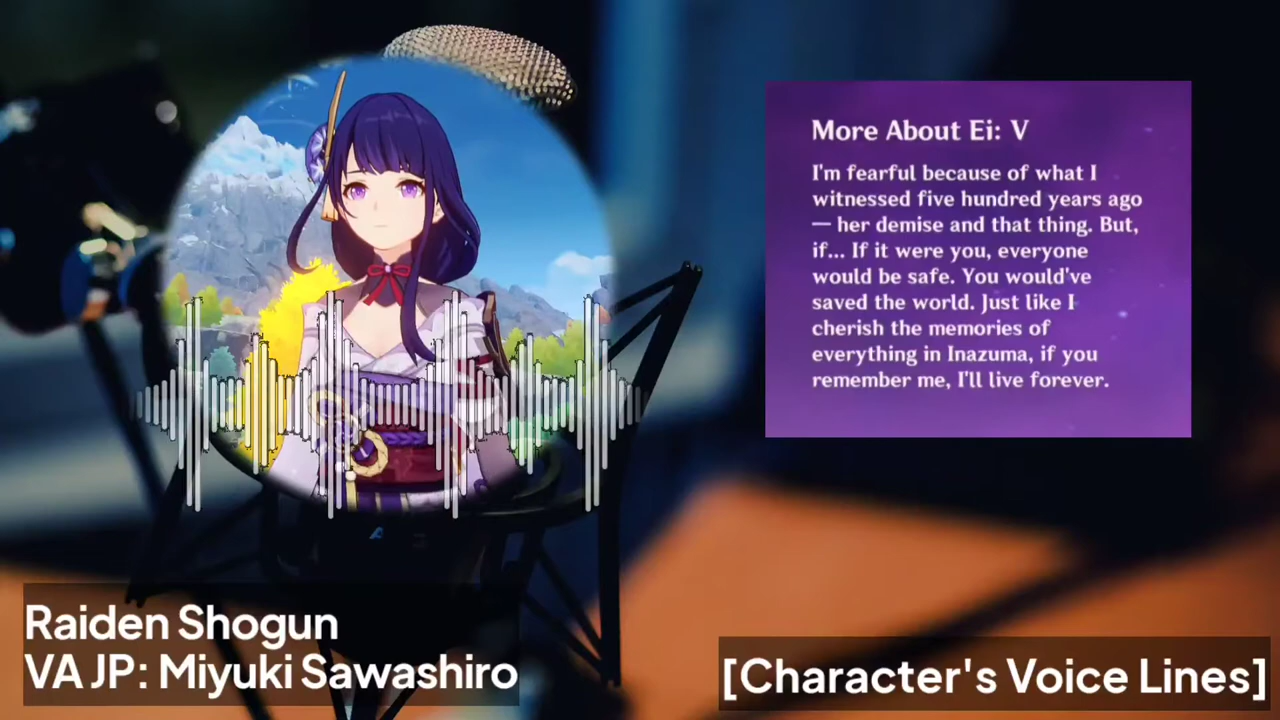 More About Ei: V
I'm fearful because of what I
witnessed five hundred years ago
— her demise and that thing. But,
if... If it were you, everyone
would be safe. You would've
saved the world. Just like I
cherish the memories of
everything in Inazuma, if you
remember me, I'll live forever.
Raiden Shogun
VA JP: Miyuki Sawashiro
[Character's Voice Lines]